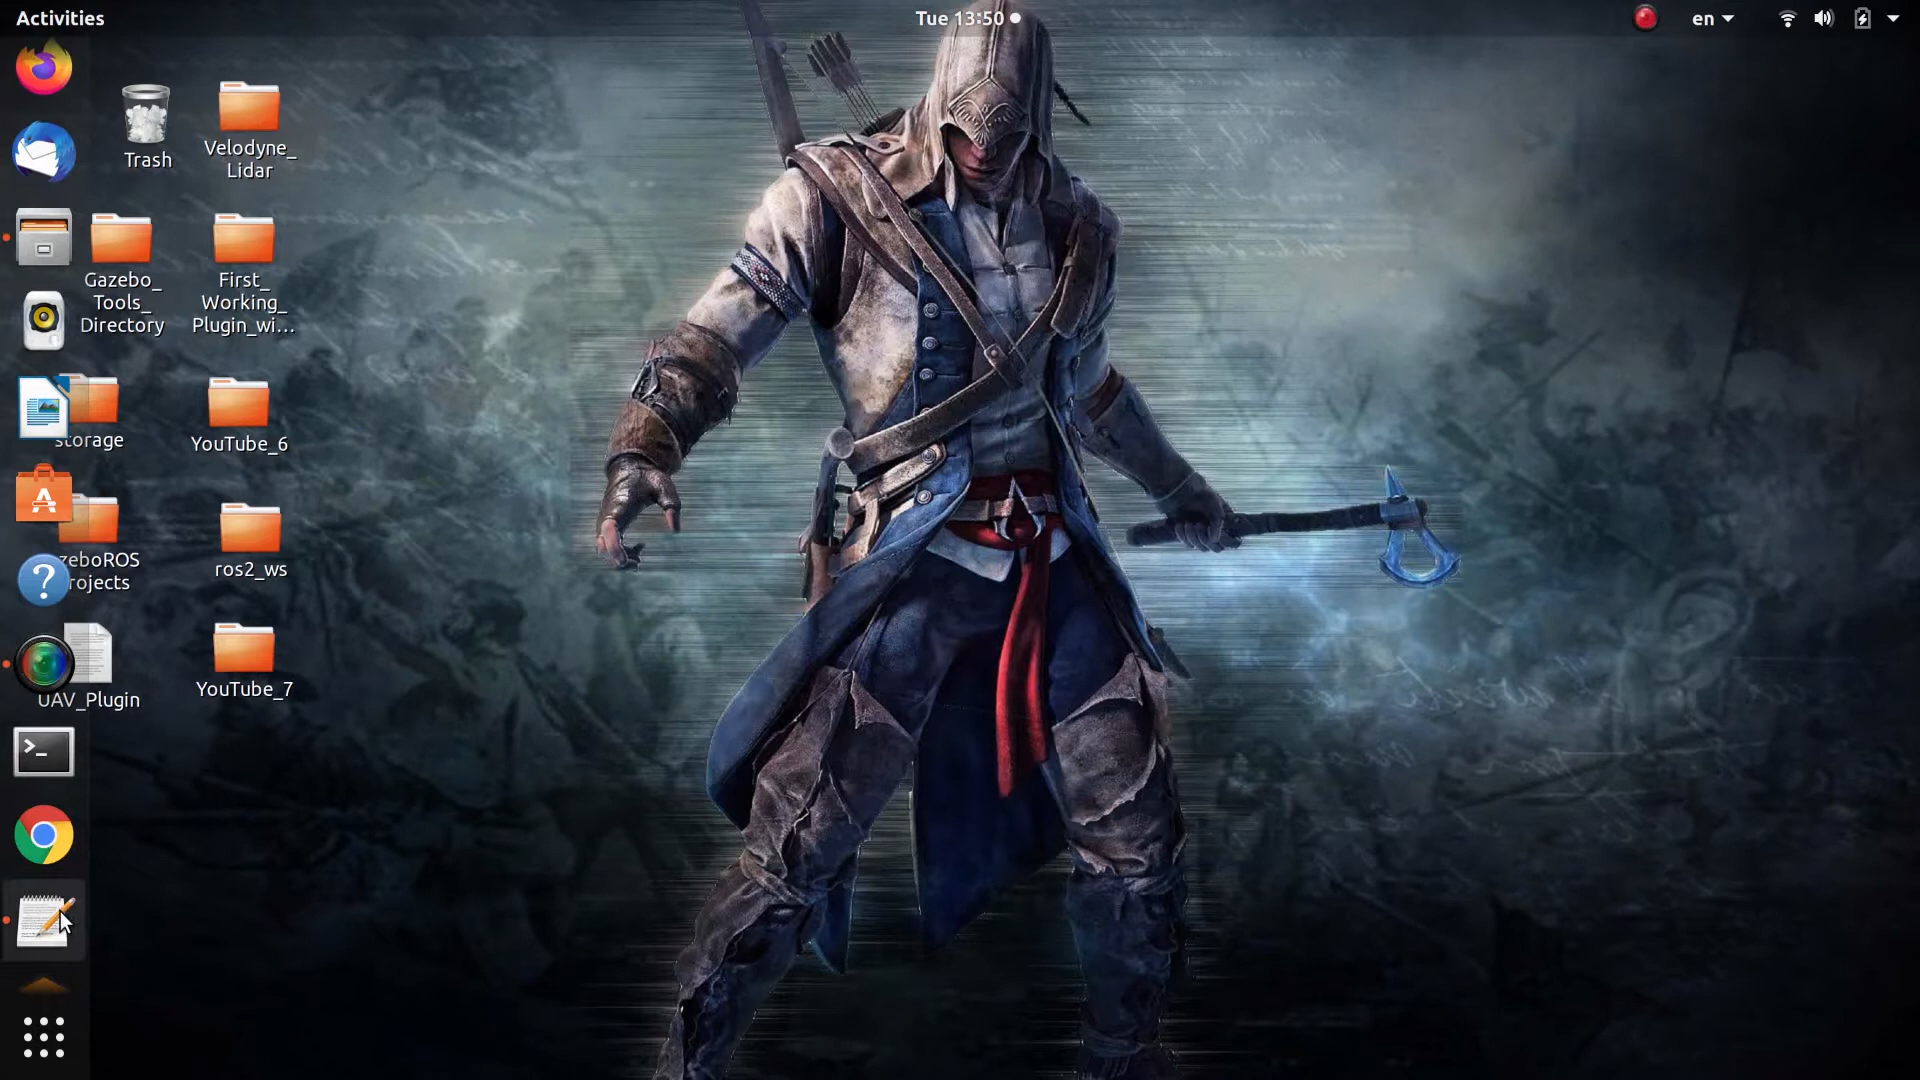 Activities
Tue 13:50
en
Trash
Velodyne_
Lidar
Gazebo_
Tools_
Directory
First_
Working_
Plugin_wi...
storage
YouTube_6
zeboROS
rojects
ros2_ws
UAV_Plugin
YouTube_7